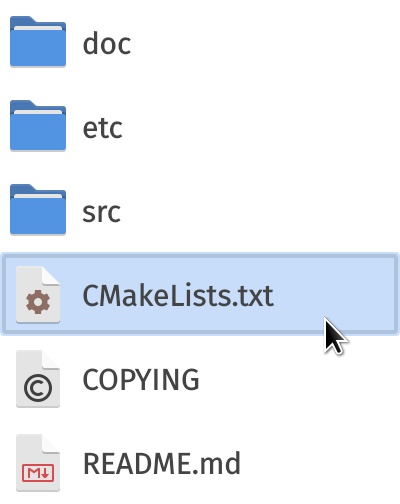 doc
etc
src
CMakeLists.txt
©
COPYING
M↓
README.md